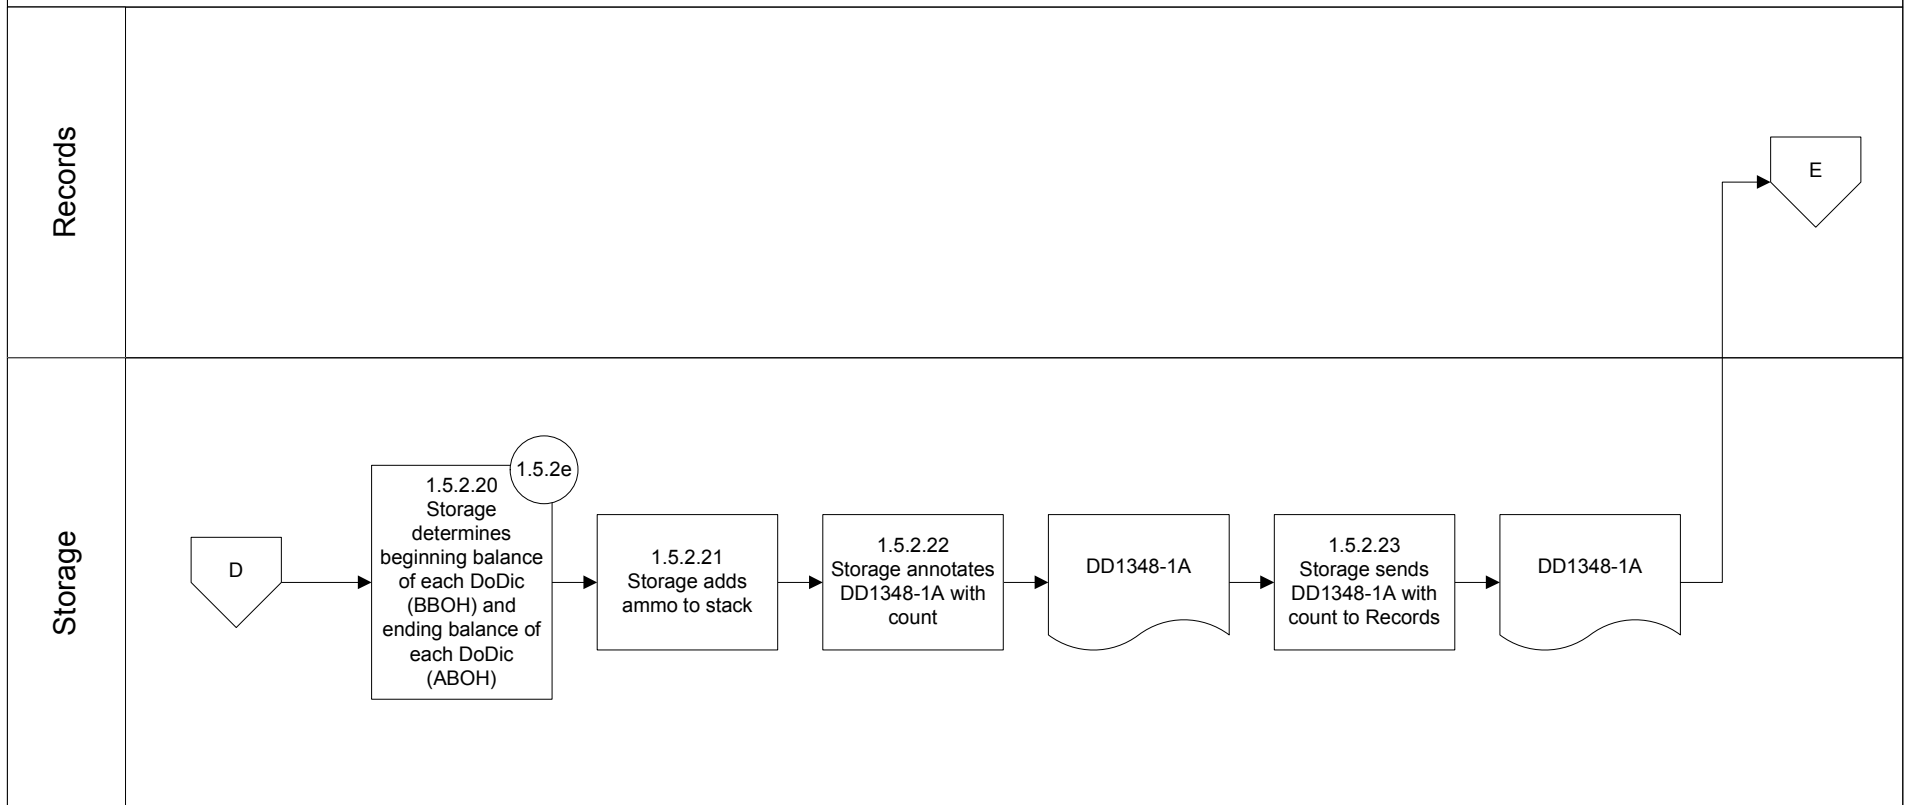 Records
E
Storage
D
1.5.2e
1.5.2.20
Storage
determines
beginning balance
of each DoDic
(BBOH) and
ending balance of
each DoDic
(ABOH)
1.5.2.21
Storage adds
ammo to stack
1.5.2.22
Storage annotates
DD1348-1A with
count
DD1348-1A
1.5.2.23
Storage sends
DD1348-1A with
count to Records
DD1348-1A